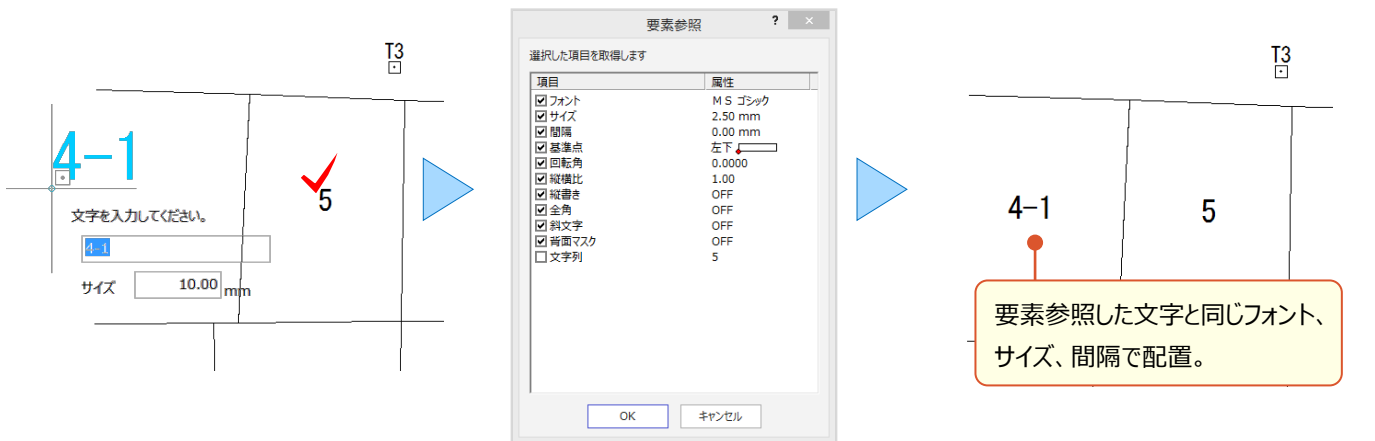 T3
4-1
5
文字を入力してください。
4-1
サイズ 10.00 mm
要素参照 ? ×
選択した項目を取得します
項目 属性
フォント ＭＳ ゴシック
サイズ 2.50 mm
間隔 0.00 mm
基準点 左下
回転角 0.0000
縦横比 1.00
縦書き OFF
全角 OFF
斜文字 OFF
背面マスク OFF
文字列 5
OK キャンセル
T3
4-1 5
要素参照した文字と同じフォント、
サイズ、間隔で配置。